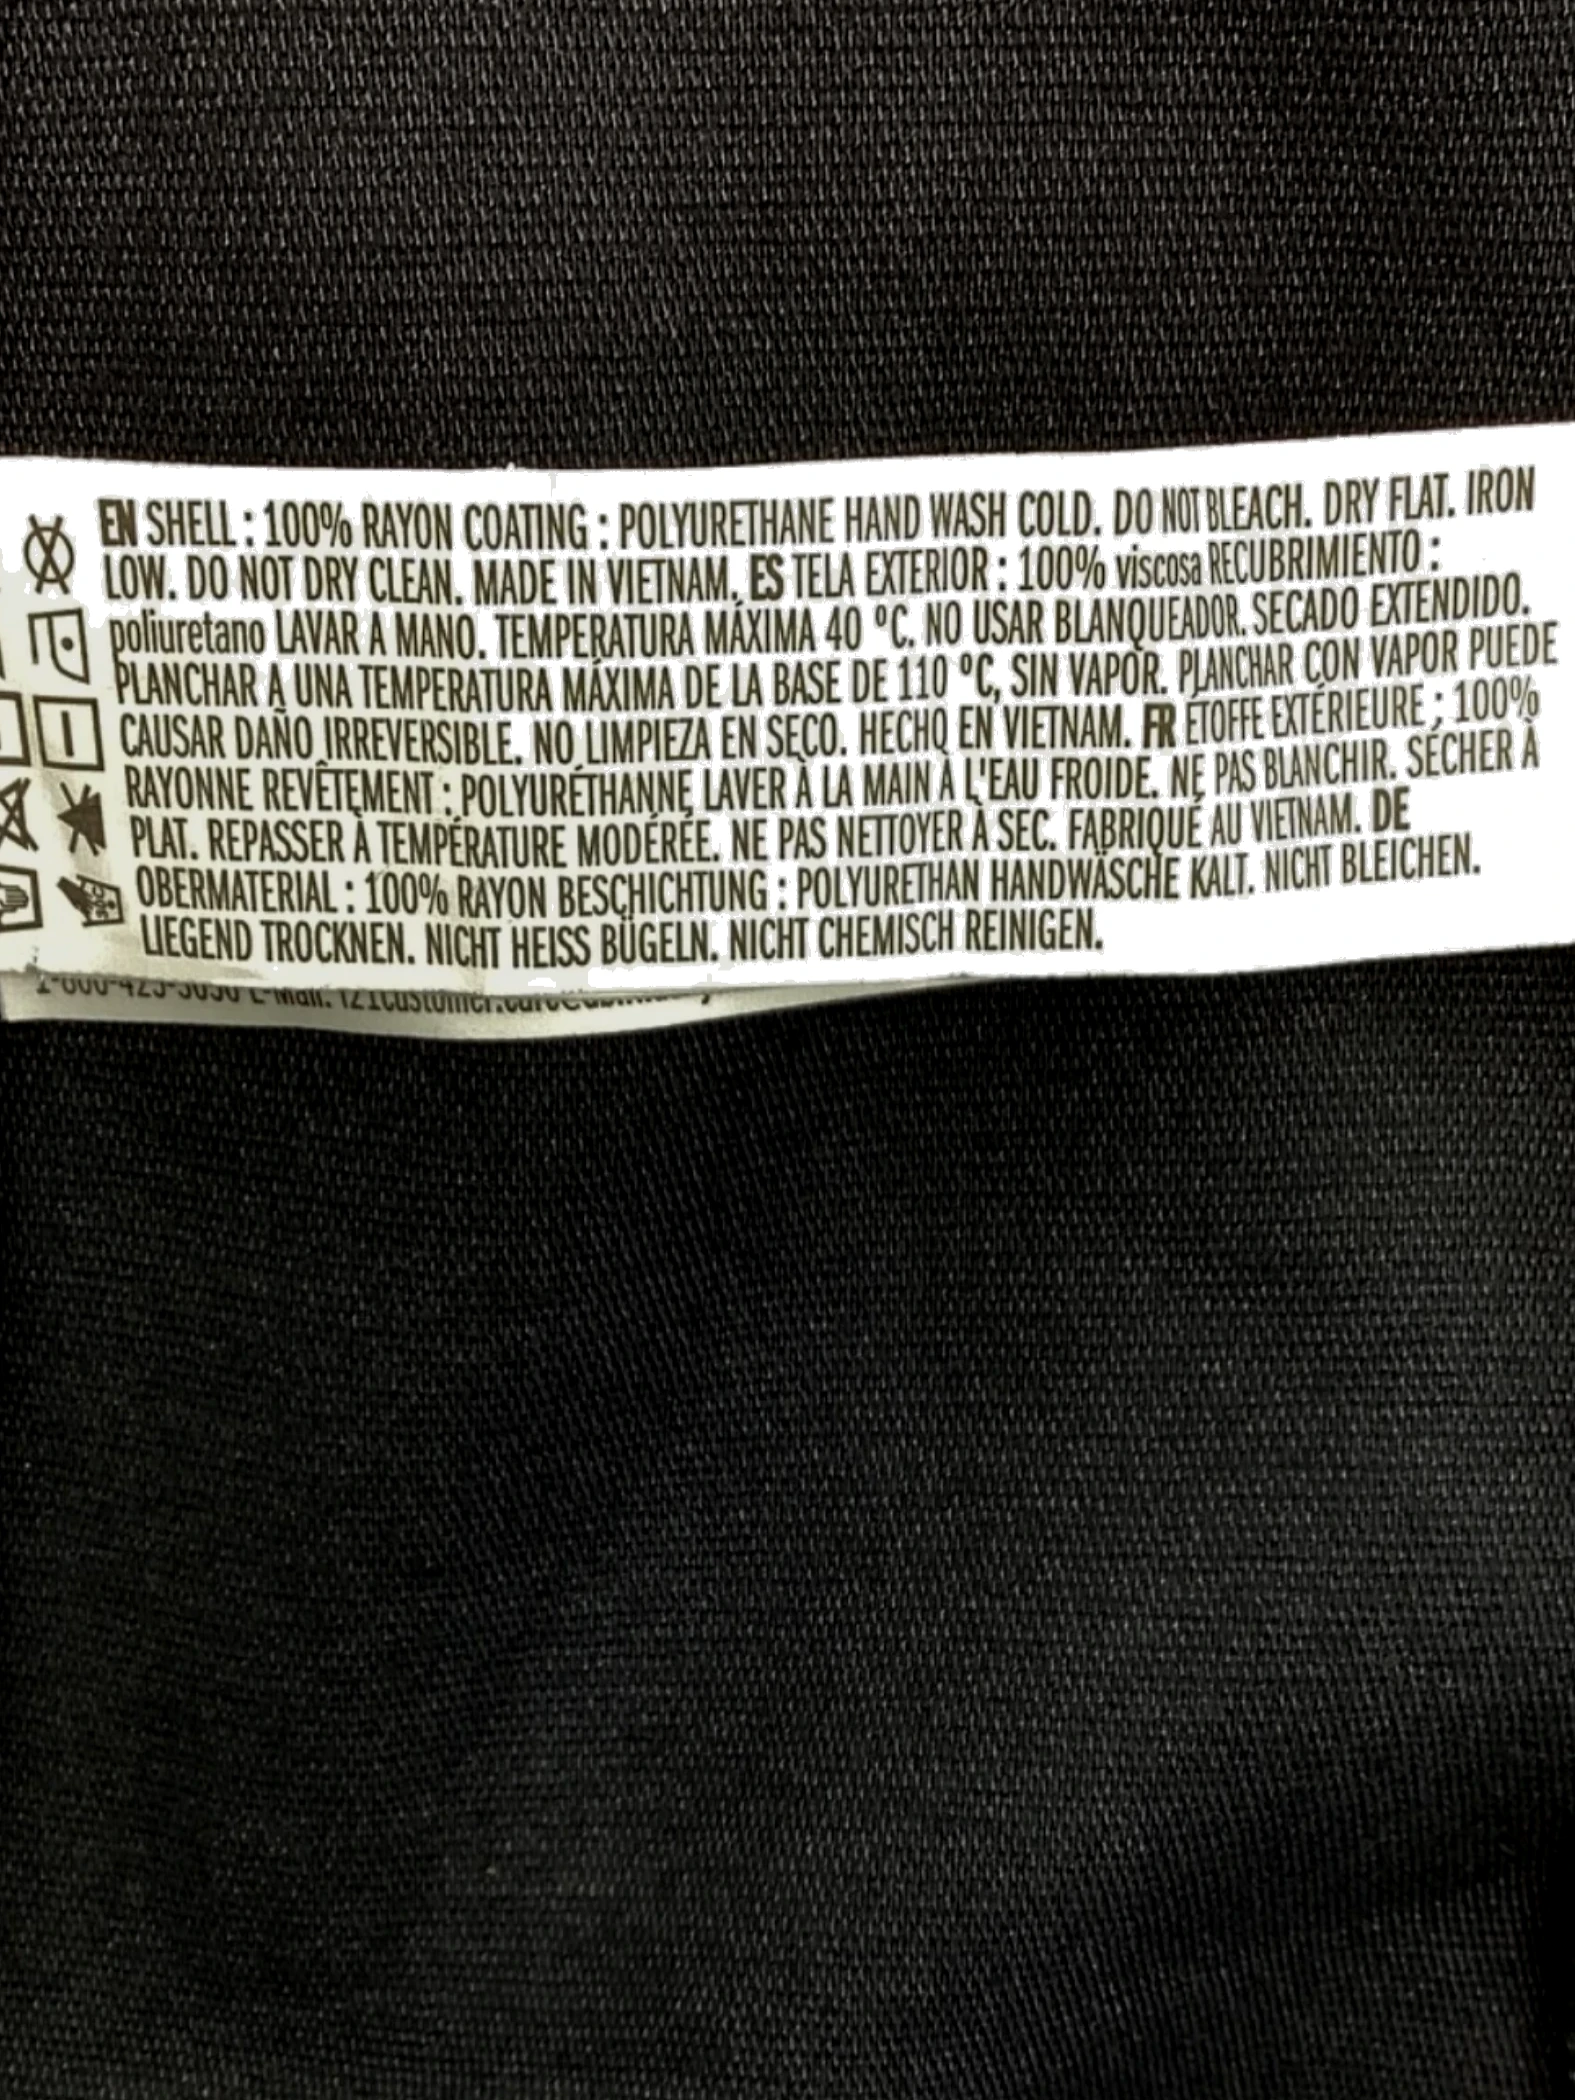 EN SHELL : 100% RAYON COATING : POLYURETHANE HAND WASH COLD. DO NOT BLEACH. DRY FLAT. IRON
LOW. DO NOT DRY CLEAN. MADE IN VIETNAM. ES TELA EXTERIOR : 100% viscosa RECUBRIMIENTO :
poliuretano LAVAR A MANO. TEMPERATURA MÁXIMA 40 °C. NO USAR BLANQUEADOR. SECADO EXTENDIDO.
PLANCHAR A UNA TEMPERATURA MÁXIMA DE LA BASE DE 110 °C, SIN VAPOR. PLANCHAR CON VAPOR PUEDE
CAUSAR DAÑO IRREVERSIBLE. NO LIMPIEZA EN SECO. HECHO EN VIETNAM. FR ÉTOFFE EXTÉRIEURE : 100%
RAYONNE REVÊTEMENT : POLYURÉTHANNE LAVER À LA MAIN À L'EAU FROIDE. NE PAS BLANCHIR. SÉCHER À
PLAT. REPASSER À TEMPÉRATURE MODÉRÉE. NE PAS NETTOYER À SEC. FABRIQUÉ AU VIETNAM. DE
OBERMATERIAL : 100% RAYON BESCHICHTUNG : POLYURETHAN HANDWÄSCHE KALT. NICHT BLEICHEN.
LIEGEND TROCKNEN. NICHT HEISS BÜGELN. NICHT CHEMISCH REINIGEN.
E-Mail: